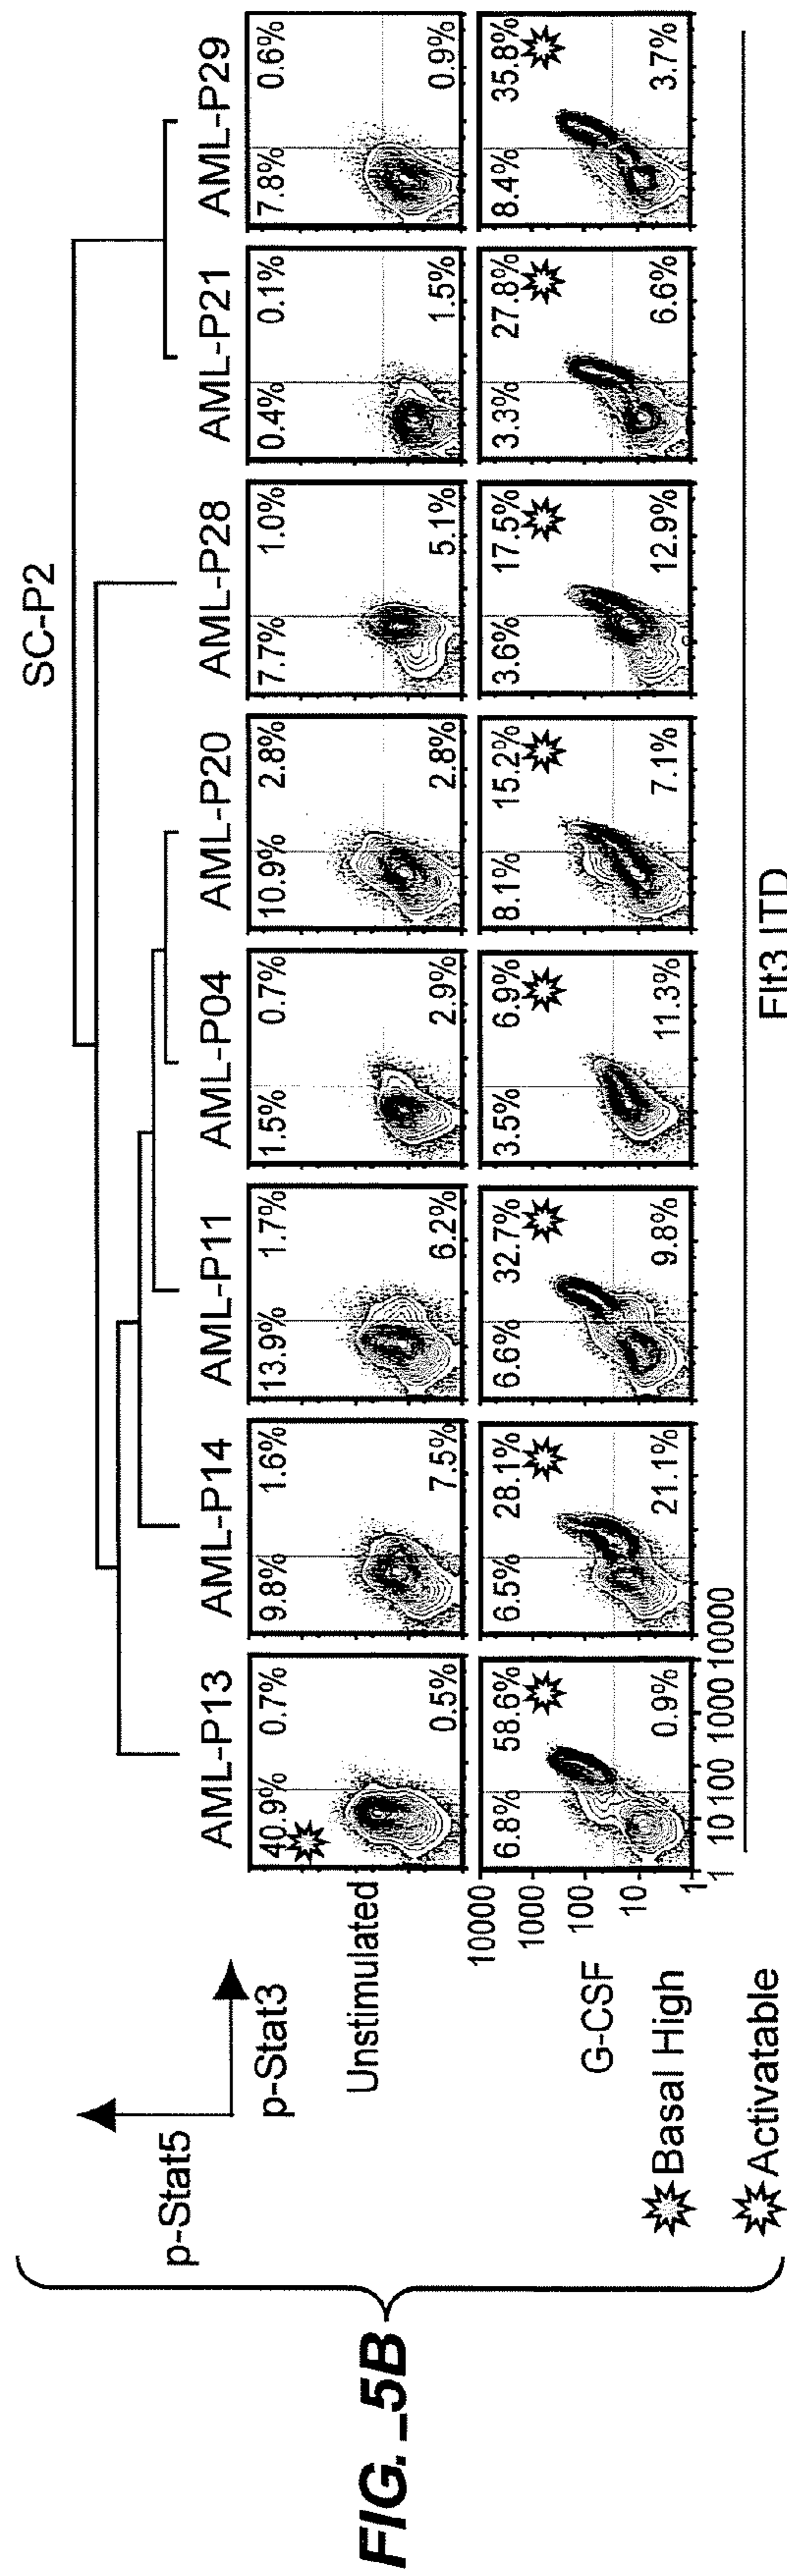 SC-P2
AML-P13 AML-P14 AML-P11 AML-P04 AML-P20 AML-P28 AML-P21 AML-P29
p-Stat5
p-Stat3
40.9% 0.7% 9.8% 1.6% 13.9% 1.7% 1.5% 0.7% 10.9% 2.8% 7.7% 1.0% 0.4% 0.1% 7.8% 0.6%
Unstimulated
0.5% 7.5% 6.2% 2.9% 2.8% 5.1% 1.5% 0.9%
10000
1000
100
10
1
6.8% 58.6% 6.5% 28.1% 6.6% 32.7% 3.5% 6.9% 8.1% 15.2% 3.6% 17.5% 3.3% 27.8% 8.4% 35.8%
G-CSF
0.9% 21.1% 9.8% 11.3% 7.1% 12.9% 6.6% 3.7%
1 10 100 1000 10000
Basal High
Activatable
Flt3 ITD
FIG._5B